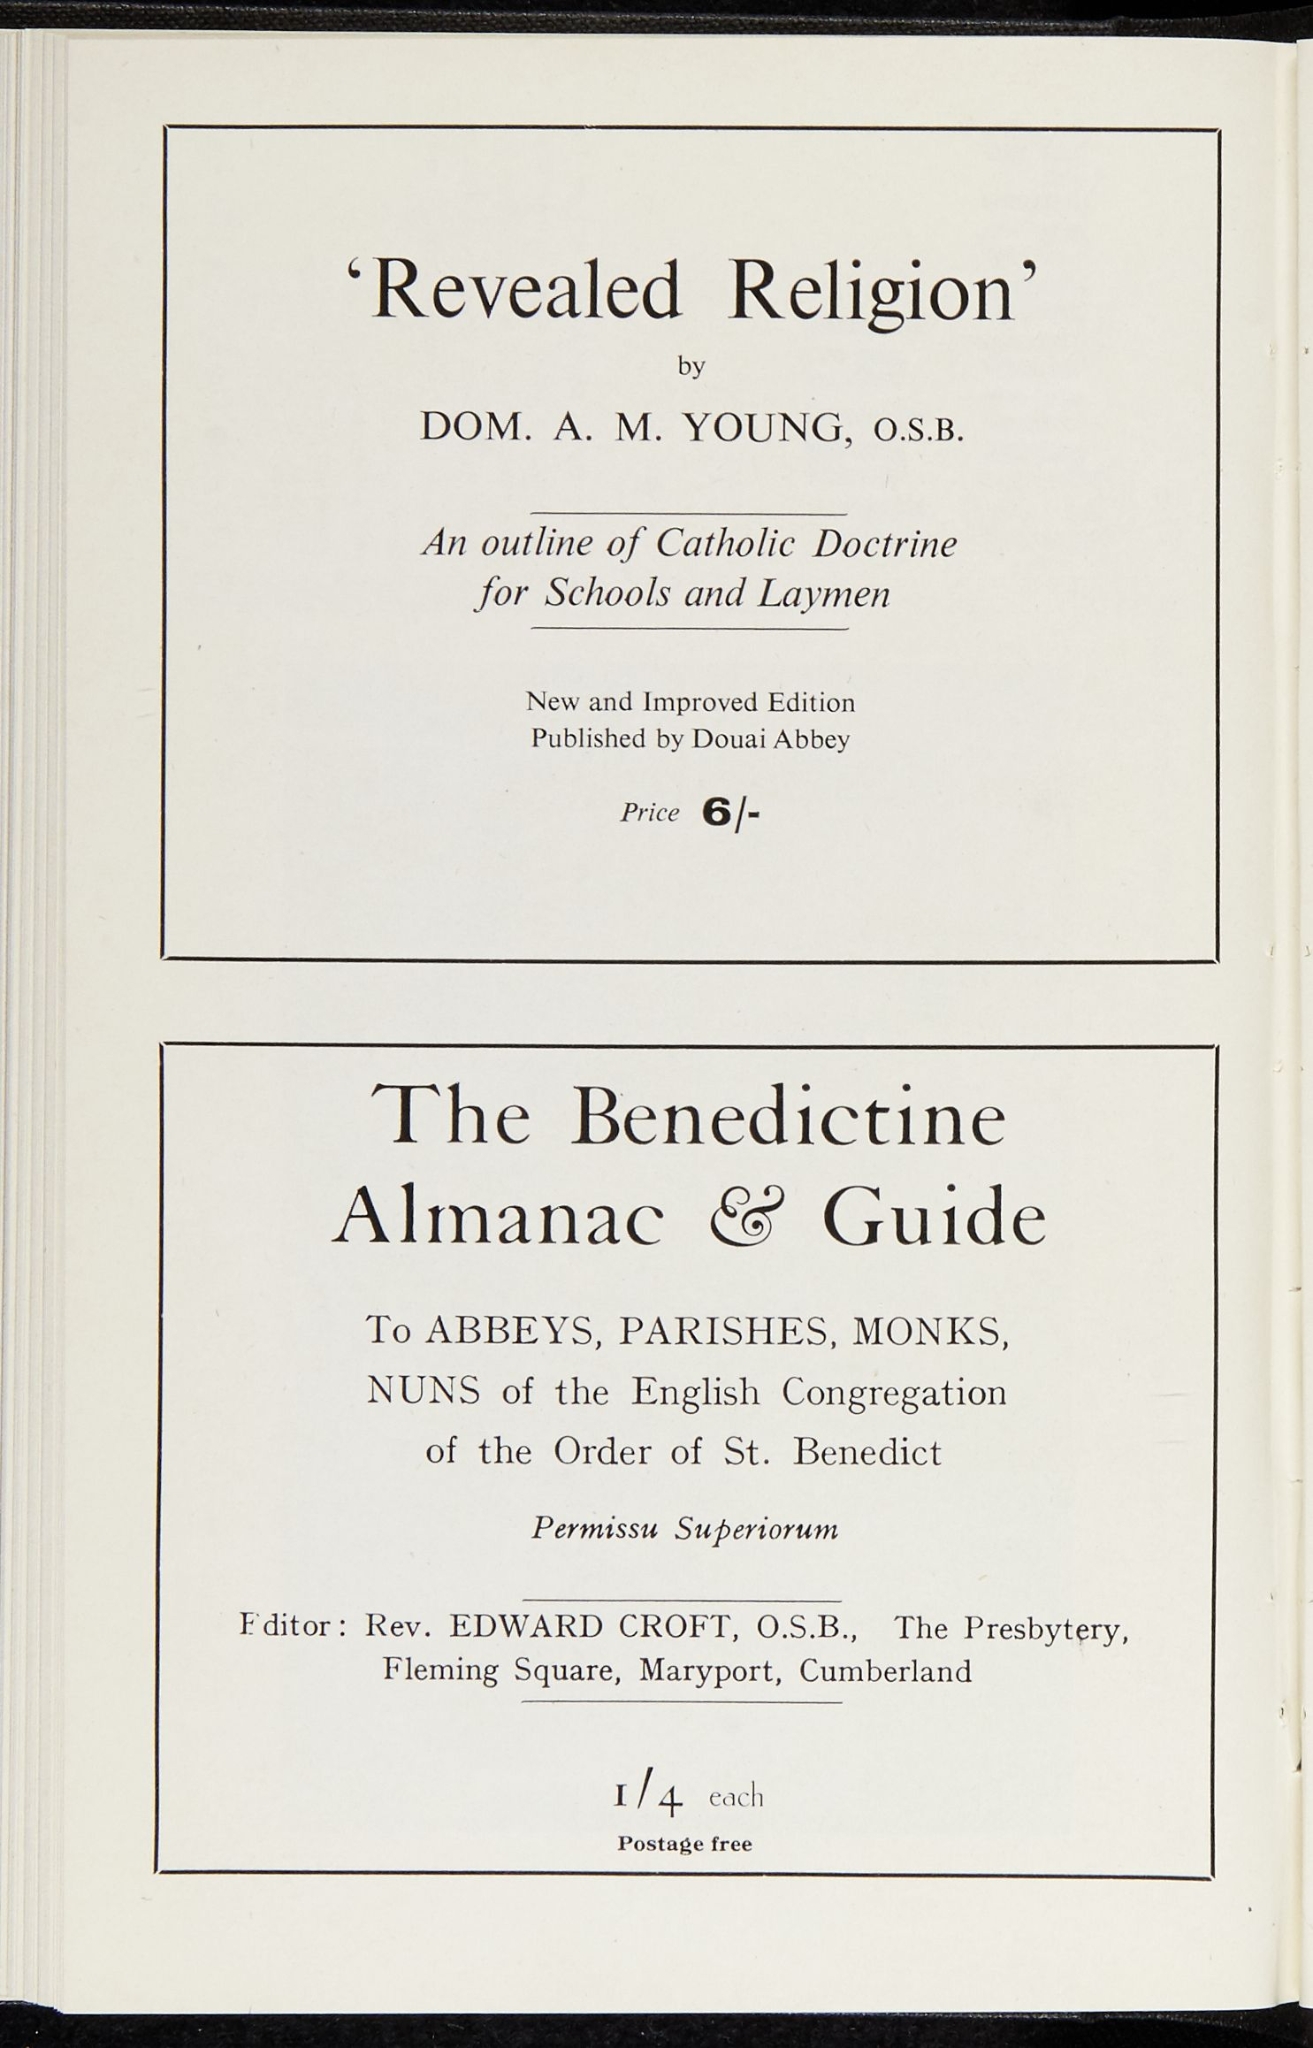 ‘Revealed Religion’
by
DOM. A. M. YOUNG, O.S.B.
An outline of Catholic Doctrine
for Schools and Laymen
New and Improved Edition
Published by Douai Abbey
Price 6/-
The Benedictine
Almanac & Guide
To ABBEYS, PARISHES, MONKS,
NUNS of the English Congregation
of the Order of St. Benedict
Permissu Superiorum
Editor: Rev. EDWARD CROFT, O.S.B., The Presbytery,
Fleming Square, Maryport, Cumberland
1/4 each
Postage free